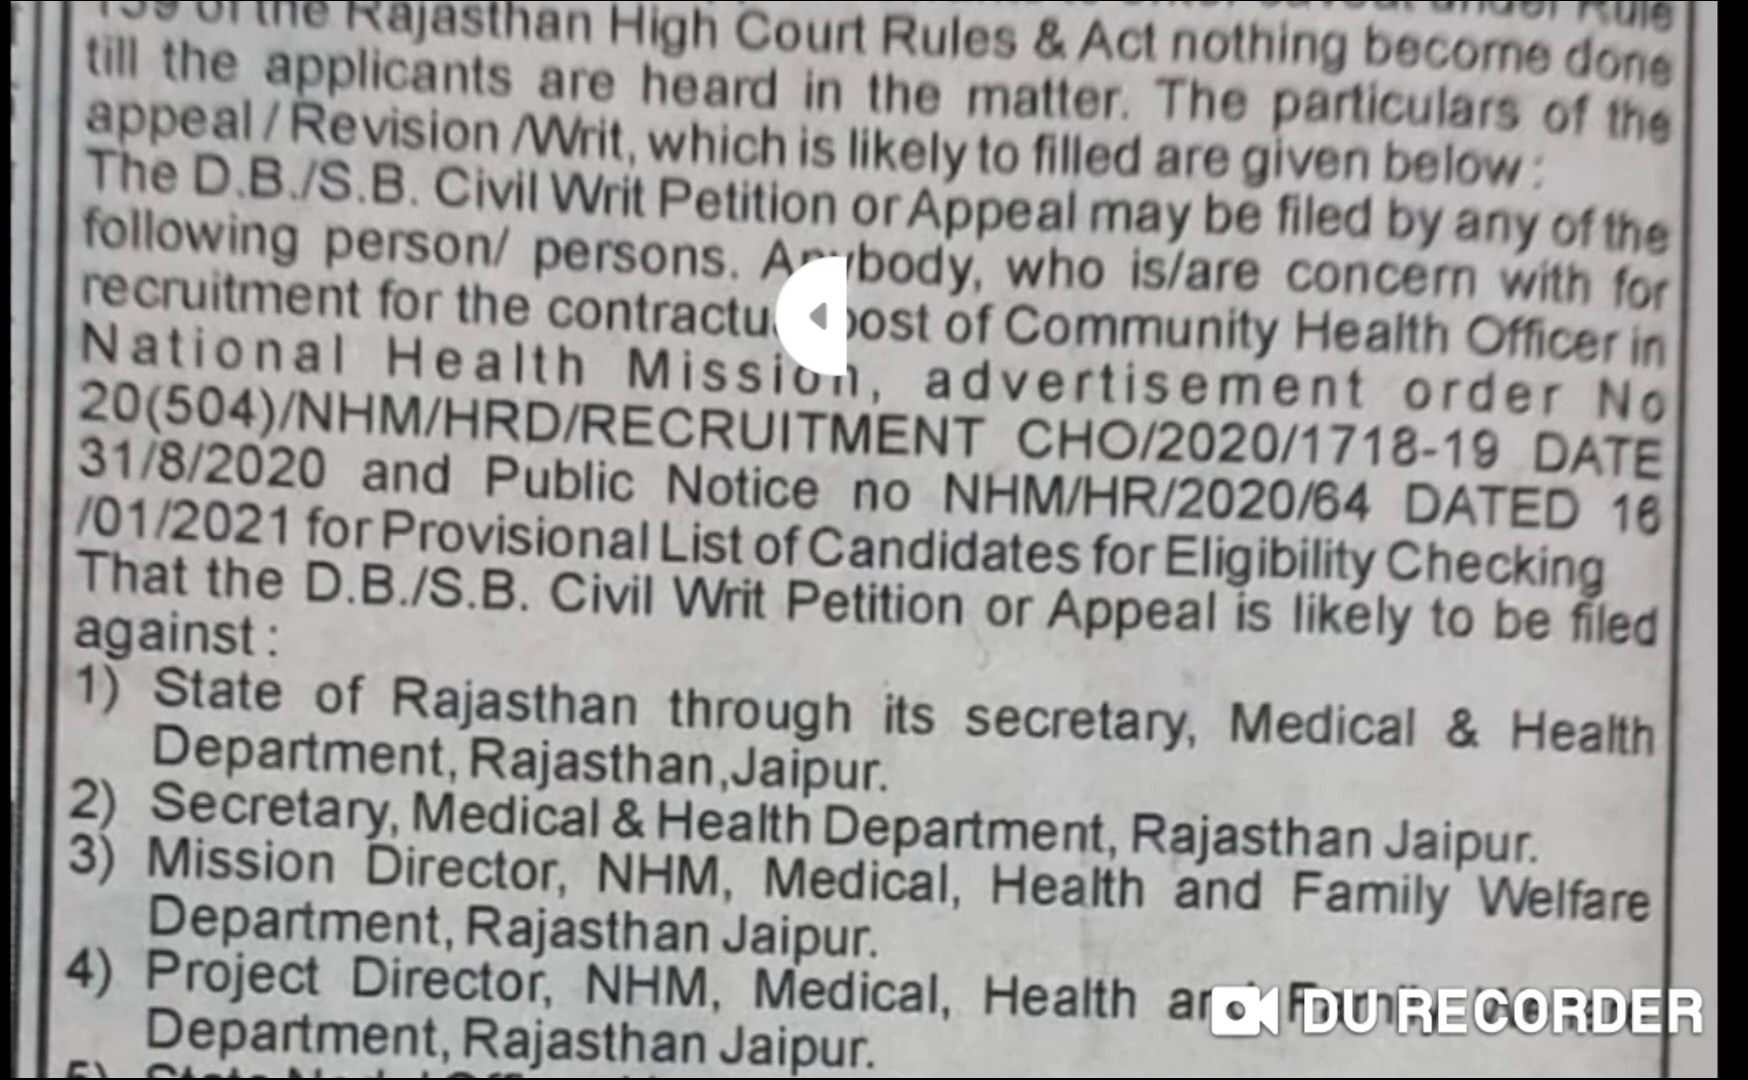 of the Rajasthan High Court Rules & Act nothing become done
till the applicants are heard in the matter. The particulars of the
appeal / Revision /Writ, which is likely to filled are given below :
The D.B./S.B. Civil Writ Petition or Appeal may be filed by any of the
following person/ persons. Anybody, who is/are concern with for
recruitment for the post of Community Health Officer in
National Health Mission, advertisement order No
20(504)/NHM/HRD/RECRUITMENT CHO/2020/1718-19 DATE
31/8/2020 and Public Notice no NHM/HR/2020/64 DATED 16
/01/2021 for Provisional List of Candidates for Eligibility Checking
That the D.B./S.B. Civil Writ Petition or Appeal is likely to be filed
against :
1) State of Rajasthan through its secretary, Medical & Health
Department, Rajasthan,Jaipur.
2) Secretary, Medical & Health Department, Rajasthan Jaipur.
3) Mission Director, NHM, Medical, Health and Family Welfare
Department, Rajasthan Jaipur.
4) Project Director, NHM, Medical, Health and
DU RECORDER
Department, Rajasthan Jaipur.